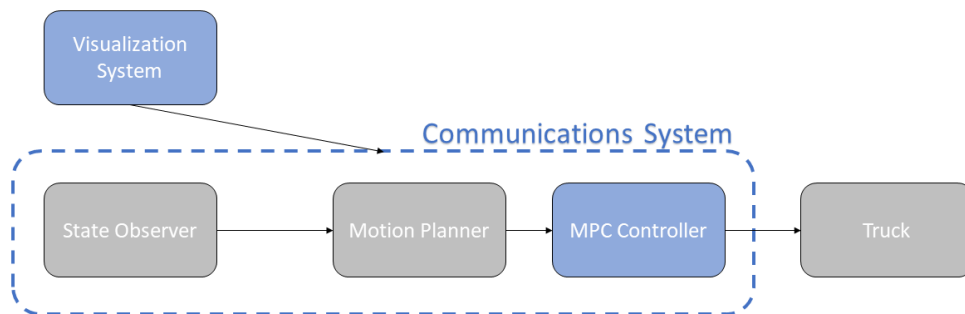 Visualization
System
Communications System
State Observer
Motion Planner
MPC Controller
Truck